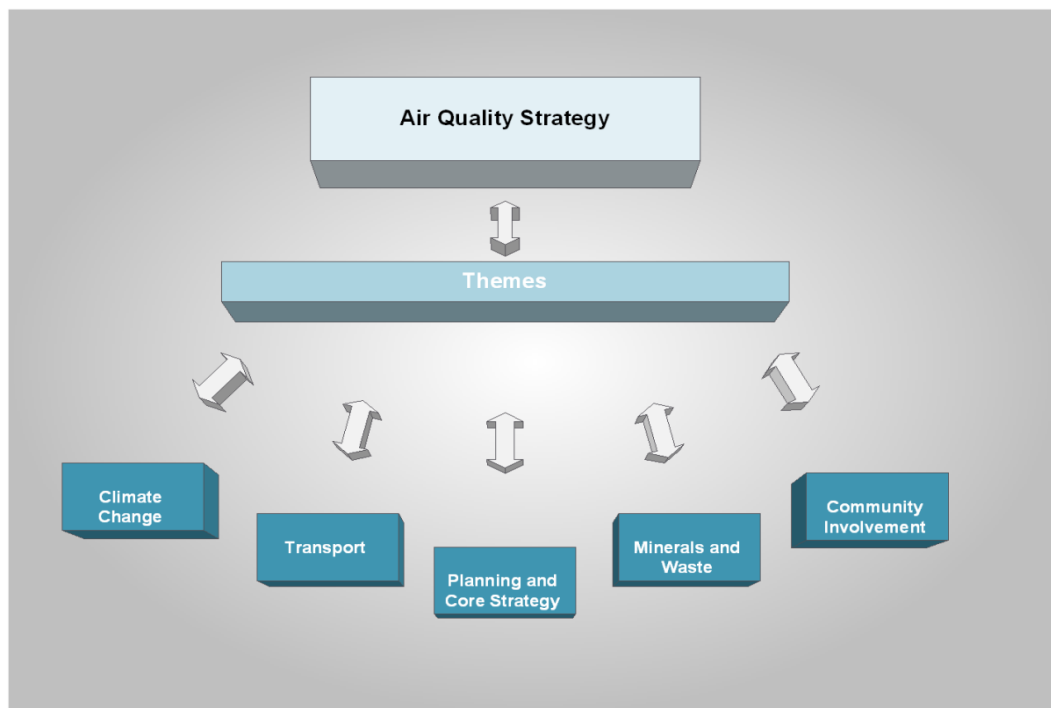 Air Quality Strategy
Themes
Climate
Change
Transport
Planning and
Core Strategy
Minerals and
Waste
Community
Involvement